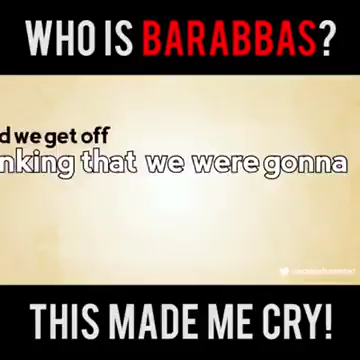 WHO IS BARABBAS?
d we get off
nking that we were gonna
THIS MADE ME CRY!